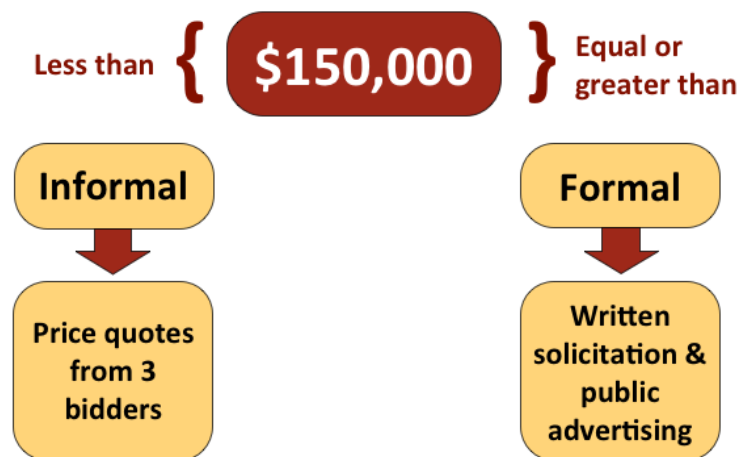 Less than
{
$150,000
}
Equal or
greater than
Informal
Formal
Price quotes
from 3
bidders
Written
solicitation &
public
advertising